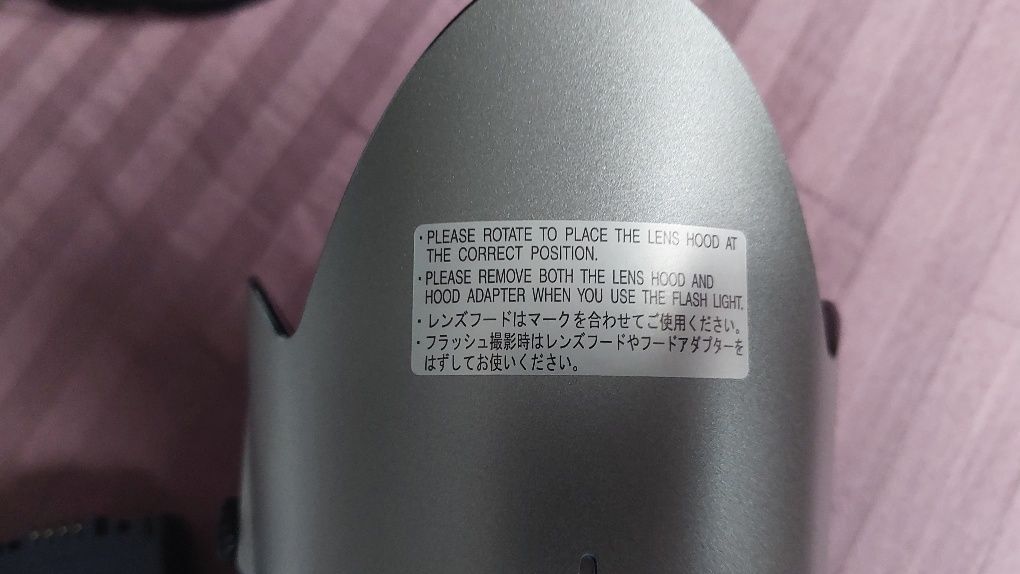 ・PLEASE ROTATE TO PLACE THE LENS HOOD AT
THE CORRECT POSITION.
・PLEASE REMOVE BOTH THE LENS HOOD AND
HOOD ADAPTER WHEN YOU USE THE FLASH LIGHT.
・レンズフードはマークを合わせてご使用ください。
・フラッシュ撮影時はレンズフードやフードアダプターを
はずしてお使いください。